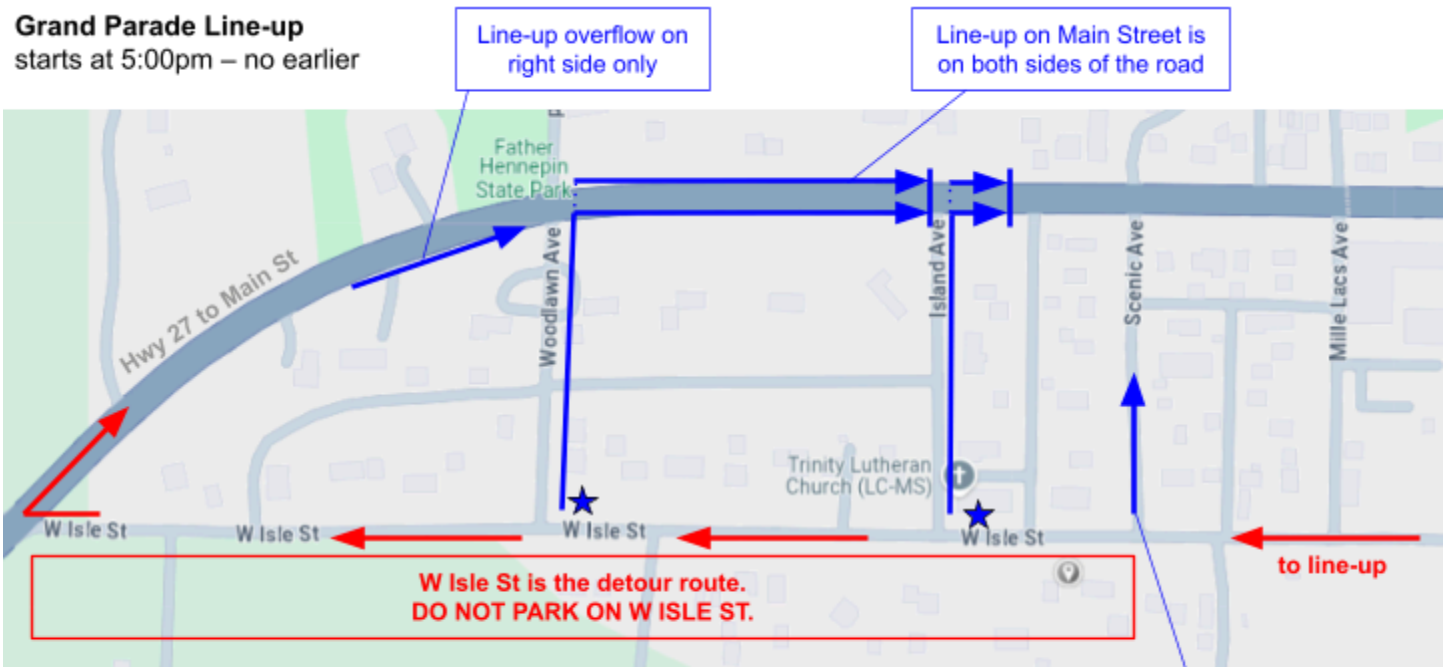 Grand Parade Line-up
starts at 5:00pm – no earlier
Line-up overflow on
right side only
Line-up on Main Street is
on both sides of the road
Father
Hennepin
State Park
Hwy 27 to Main St
Woodlawn Ave
Island Ave
Scenic Ave
Mille Lacs Ave
Trinity Lutheran
Church (LC-MS)
W Isle St
W Isle St
W Isle St
W Isle St
to line-up
W Isle St is the detour route.
DO NOT PARK ON W ISLE ST.